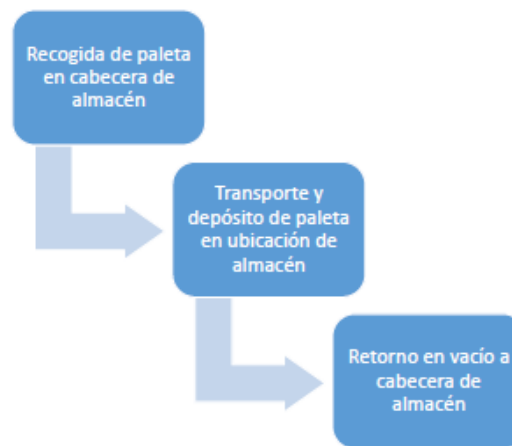 Recogida de paleta
en cabecera de
almacén
Transporte y
depósito de paleta
en ubicación de
almacén
Retorno en vacío a
cabecera de
almacén